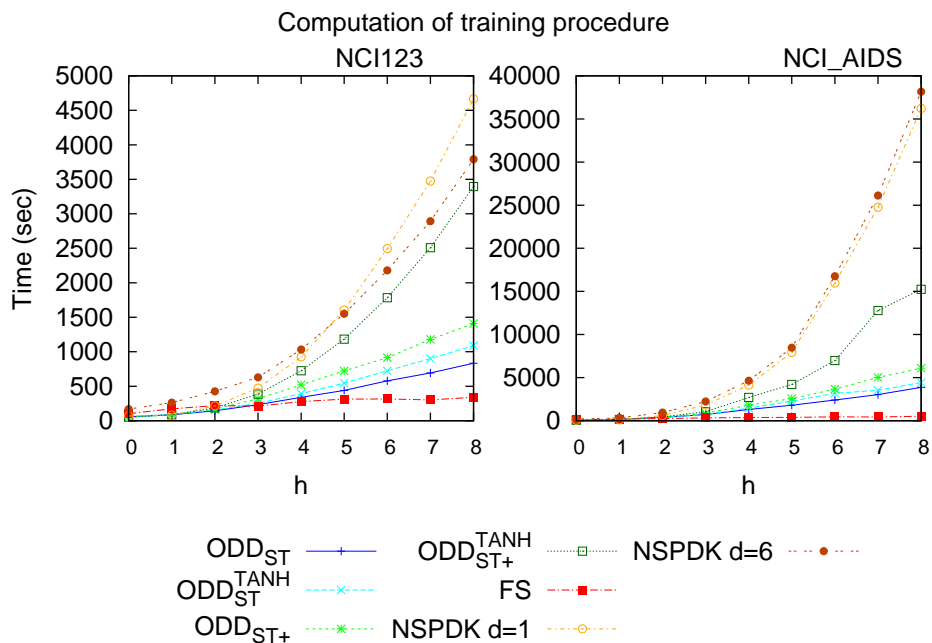 Computation of training procedure
NCI123
NCI_AIDS
Time (sec)
5000
4500
4000
3500
3000
2500
2000
1500
1000
500
0
0 1 2 3 4 5 6 7 8
h
40000
35000
30000
25000
20000
15000
10000
5000
0
0 1 2 3 4 5 6 7 8
h
ODD_ST
ODD_ST^TANH
ODD_ST+
ODD_ST+^TANH
FS
NSPDK d=1
NSPDK d=6